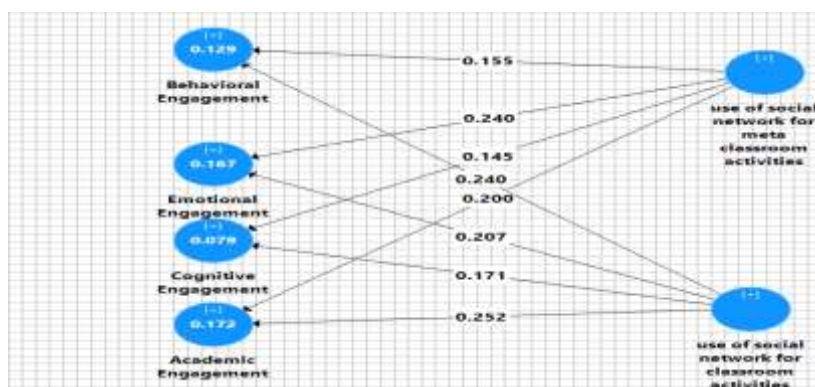 [+]
0.129
Behavioral
Engagement
[+]
0.167
Emotional
Engagement
[+]
0.079
Cognitive
Engagement
[+]
0.172
Academic
Engagement
0.155
0.240
0.145
0.240
0.200
0.207
0.171
0.252
[+]
use of social
network for
meta
classroom
activities
[+]
use of social
network for
classroom
activities